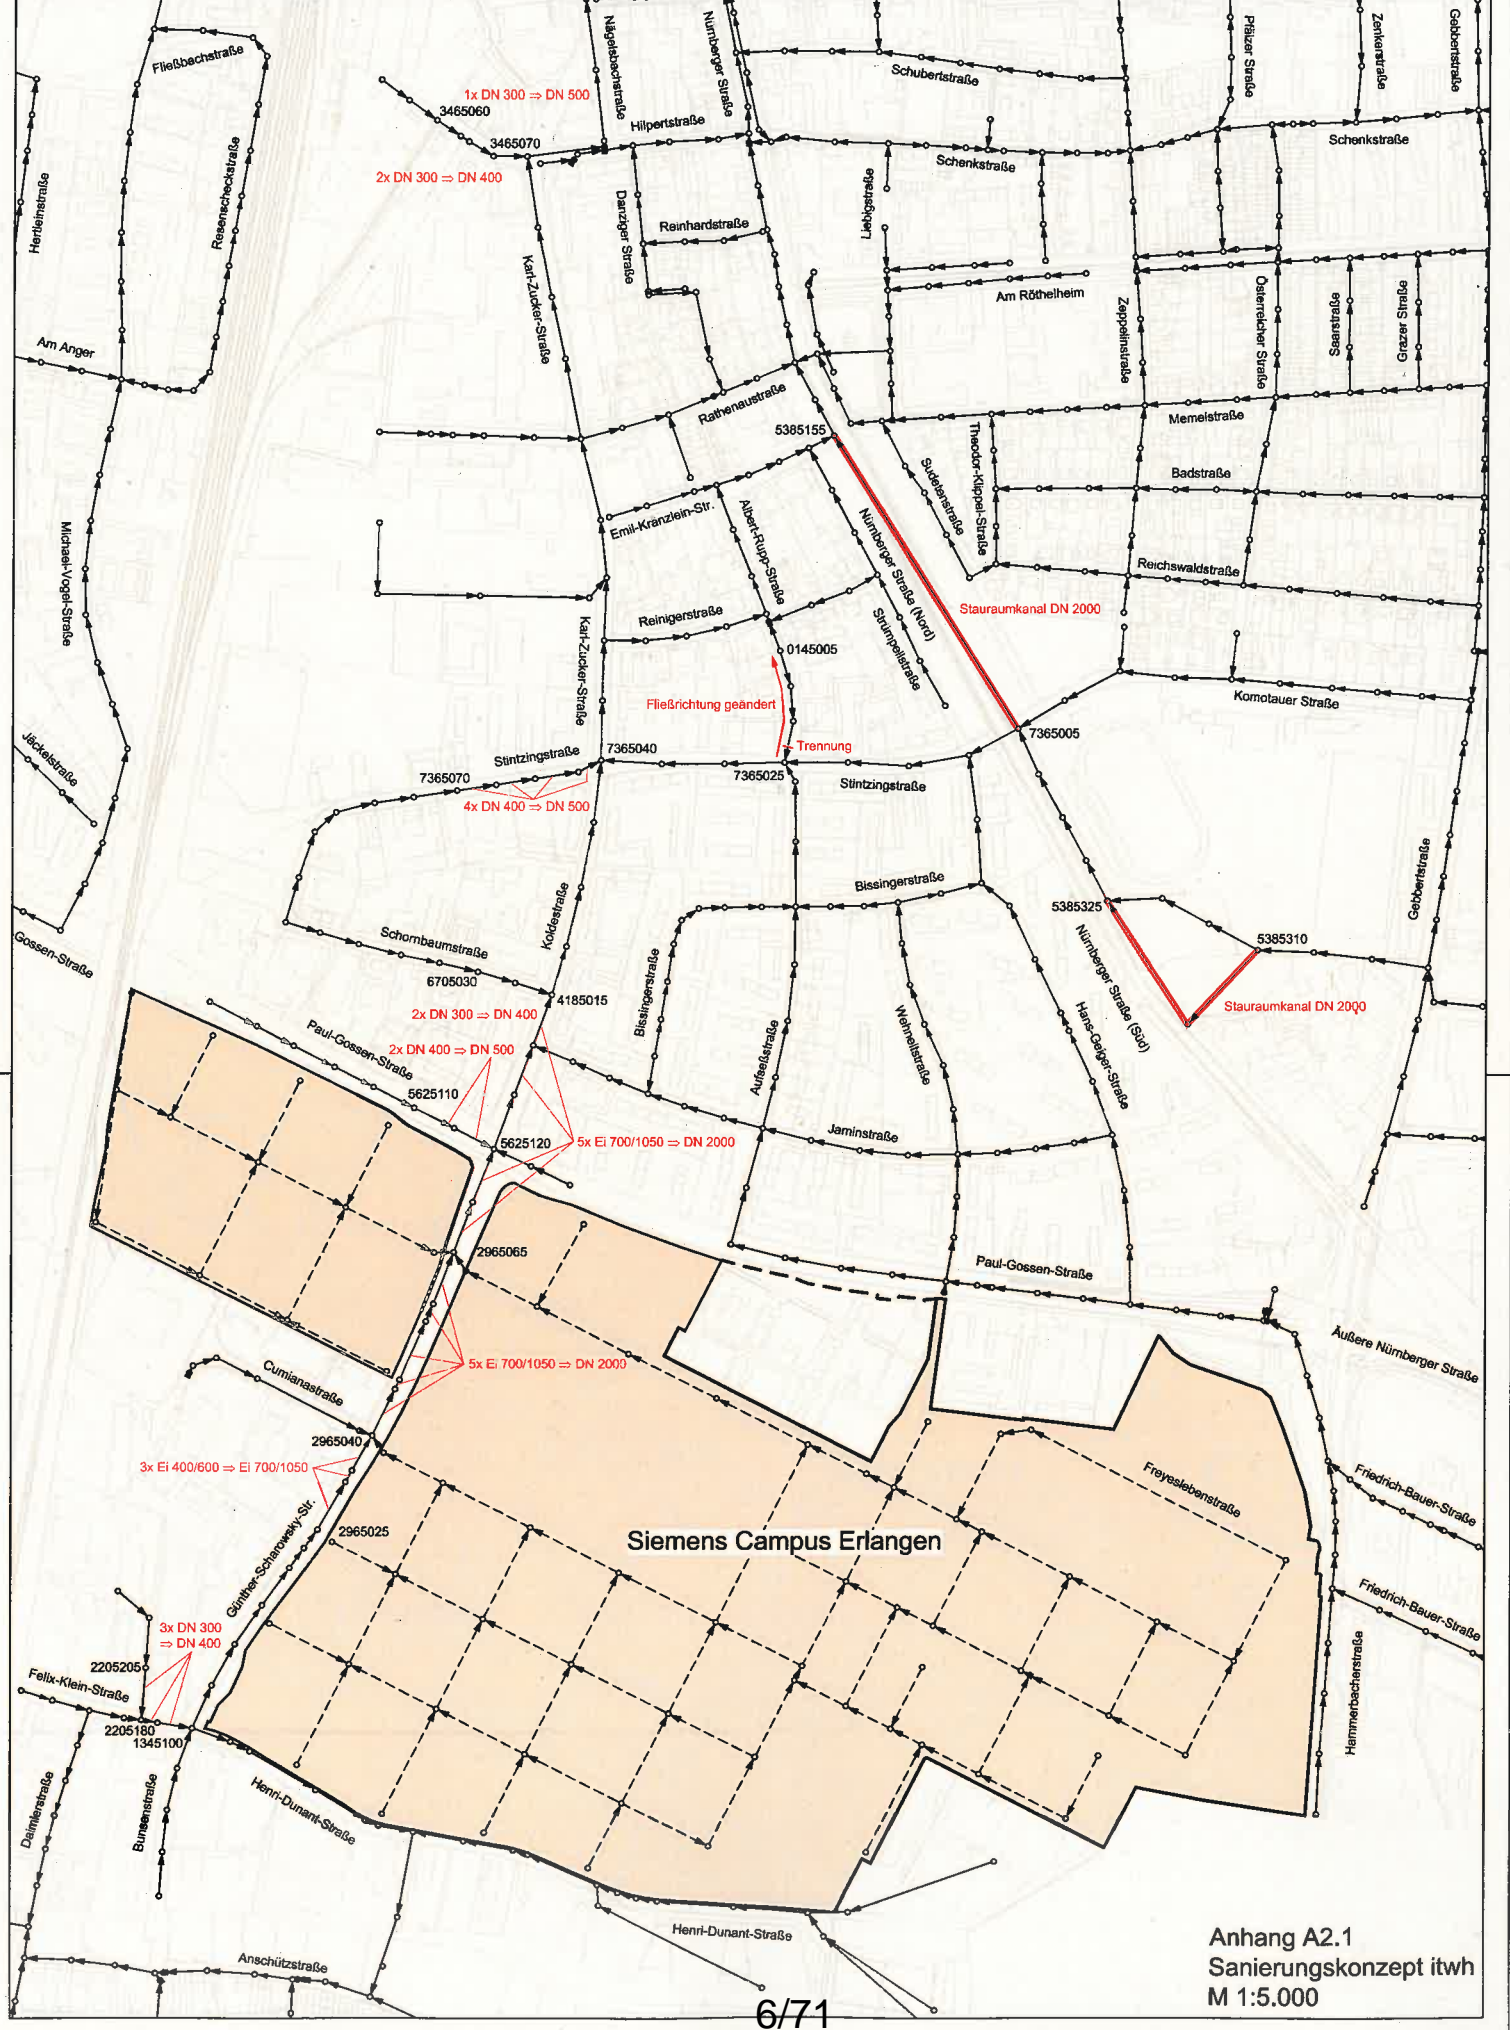 Fließbachstraße
Nägelsbachstraße
Nürnberger Straße
Schubertstraße
Pfälzer Straße
Zenkerstraße
Gebbertstraße
1x DN 300 ⇒ DN 500
3465060
Hilpertstraße
3465070
Schenkstraße
Schenkstraße
2x DN 300 ⇒ DN 400
Hertleinstraße
Resenscheckstraße
Danziger Straße
Reinhardstraße
Liebigstraße
Karl-Zucker-Straße
Am Röthelheim
Zeppelinstraße
Österreicher Straße
Saarstraße
Grazer Straße
Am Anger
Rathenaustraße
5385155
Memelstraße
Theodor-Klippel-Straße
Sudetenstraße
Badstraße
Emil-Kränzlein-Str.
Albert-Rupp-Straße
Nürnberger Straße (Nord)
Michael-Vogel-Straße
Reichswaldstraße
Stauraumkanal DN 2000
Reinigerstraße
Strümpellstraße
Karl-Zucker-Straße
0145005
Fließrichtung geändert
Komotauer Straße
Jäckelstraße
Stintzingstraße
7365040
Trennung
7365005
7365070
7365025
Stintzingstraße
4x DN 400 ⇒ DN 500
Gebbertstraße
Bissingerstraße
5385325
Koldestraße
Gossen-Straße
Schornbaumstraße
5385310
6705030
Bissingerstraße
Nürnberger Straße (Süd)
4185015
Stauraumkanal DN 2000
2x DN 300 ⇒ DN 400
Paul-Gossen-Straße
2x DN 400 ⇒ DN 500
Aufseßstraße
Wehneltstraße
Hans-Geiger-Straße
5625110
5625120
5x Ei 700/1050 ⇒ DN 2000
Jaminstraße
2965065
Paul-Gossen-Straße
Äußere Nürnberger Straße
5x Ei 700/1050 ⇒ DN 2000
Cumianastraße
2965040
3x Ei 400/600 ⇒ Ei 700/1050
Freyeslebenstraße
Friedrich-Bauer-Straße
2965025
Siemens Campus Erlangen
Günther-Scharowsky-Str.
Friedrich-Bauer-Straße
3x DN 300
⇒ DN 400
2205205
Felix-Klein-Straße
Hammerbacherstraße
2205180
1345100
Daimlerstraße
Bunsenstraße
Henri-Dunant-Straße
Henri-Dunant-Straße
Anschützstraße
Anhang A2.1
Sanierungskonzept itwh
M 1:5.000
6/71